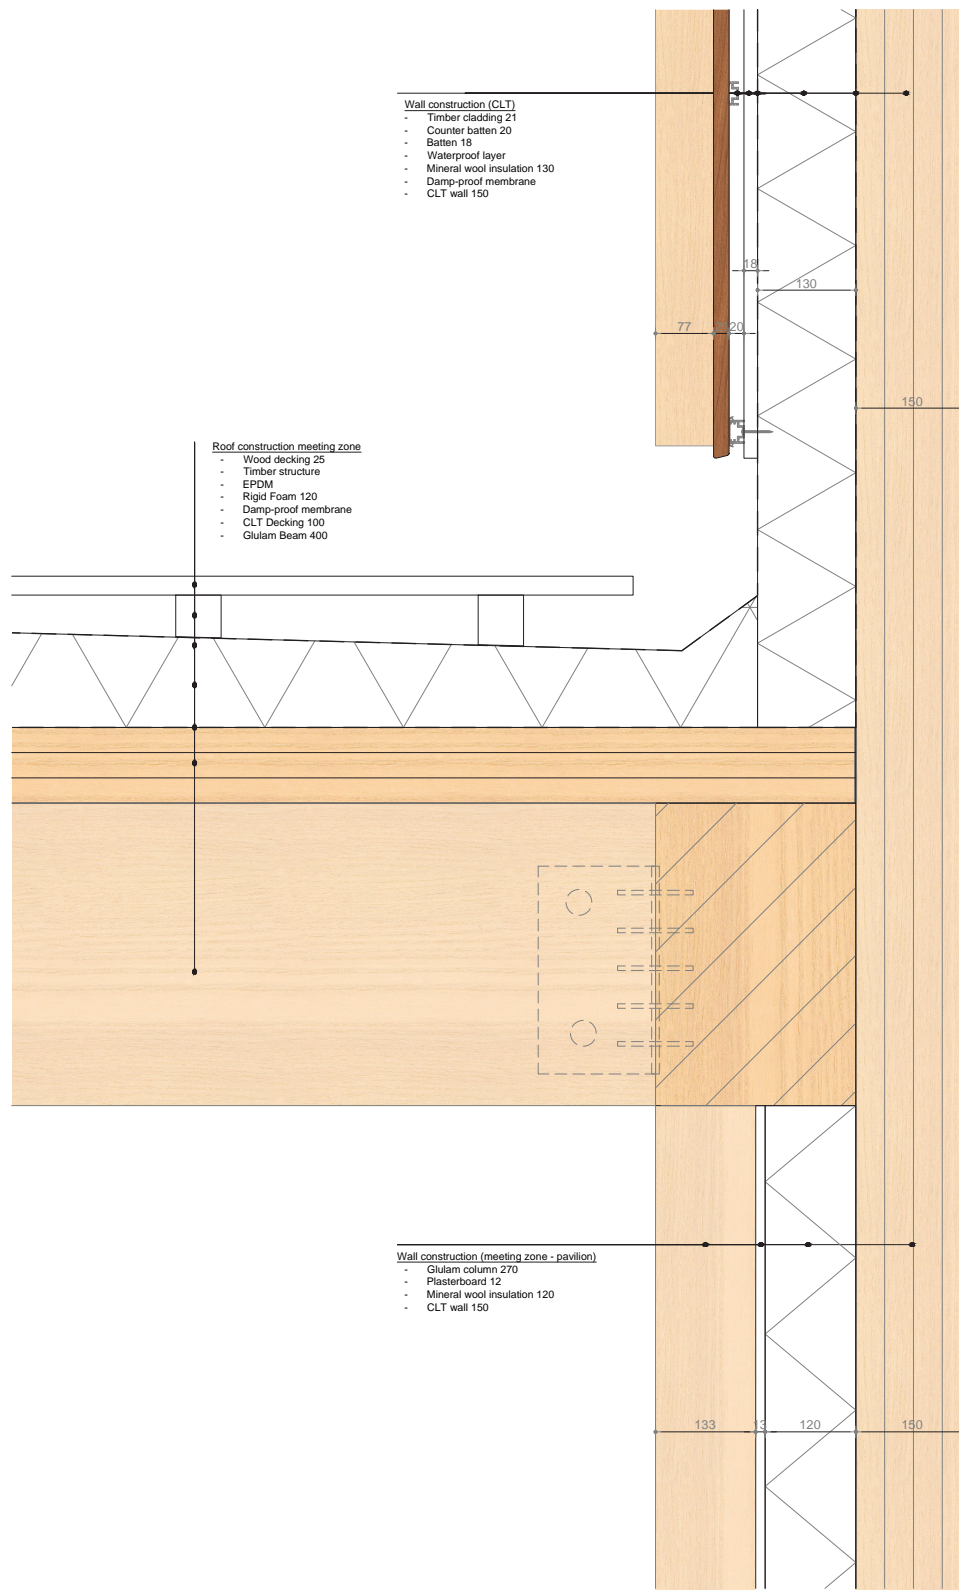 Wall construction (CLT)
- Timber cladding 21
- Counter batten 20
- Batten 18
- Waterproof layer
- Mineral wool insulation 130
- Damp-proof membrane
- CLT wall 150
18
130
77
20
150
Roof construction meeting zone
- Wood decking 25
- Timber structure
- EPDM
- Rigid Foam 120
- Damp-proof membrane
- CLT Decking 100
- Glulam Beam 400
Wall construction (meeting zone - pavilion)
- Glulam column 270
- Plasterboard 12
- Mineral wool insulation 120
- CLT wall 150
133
13
120
150